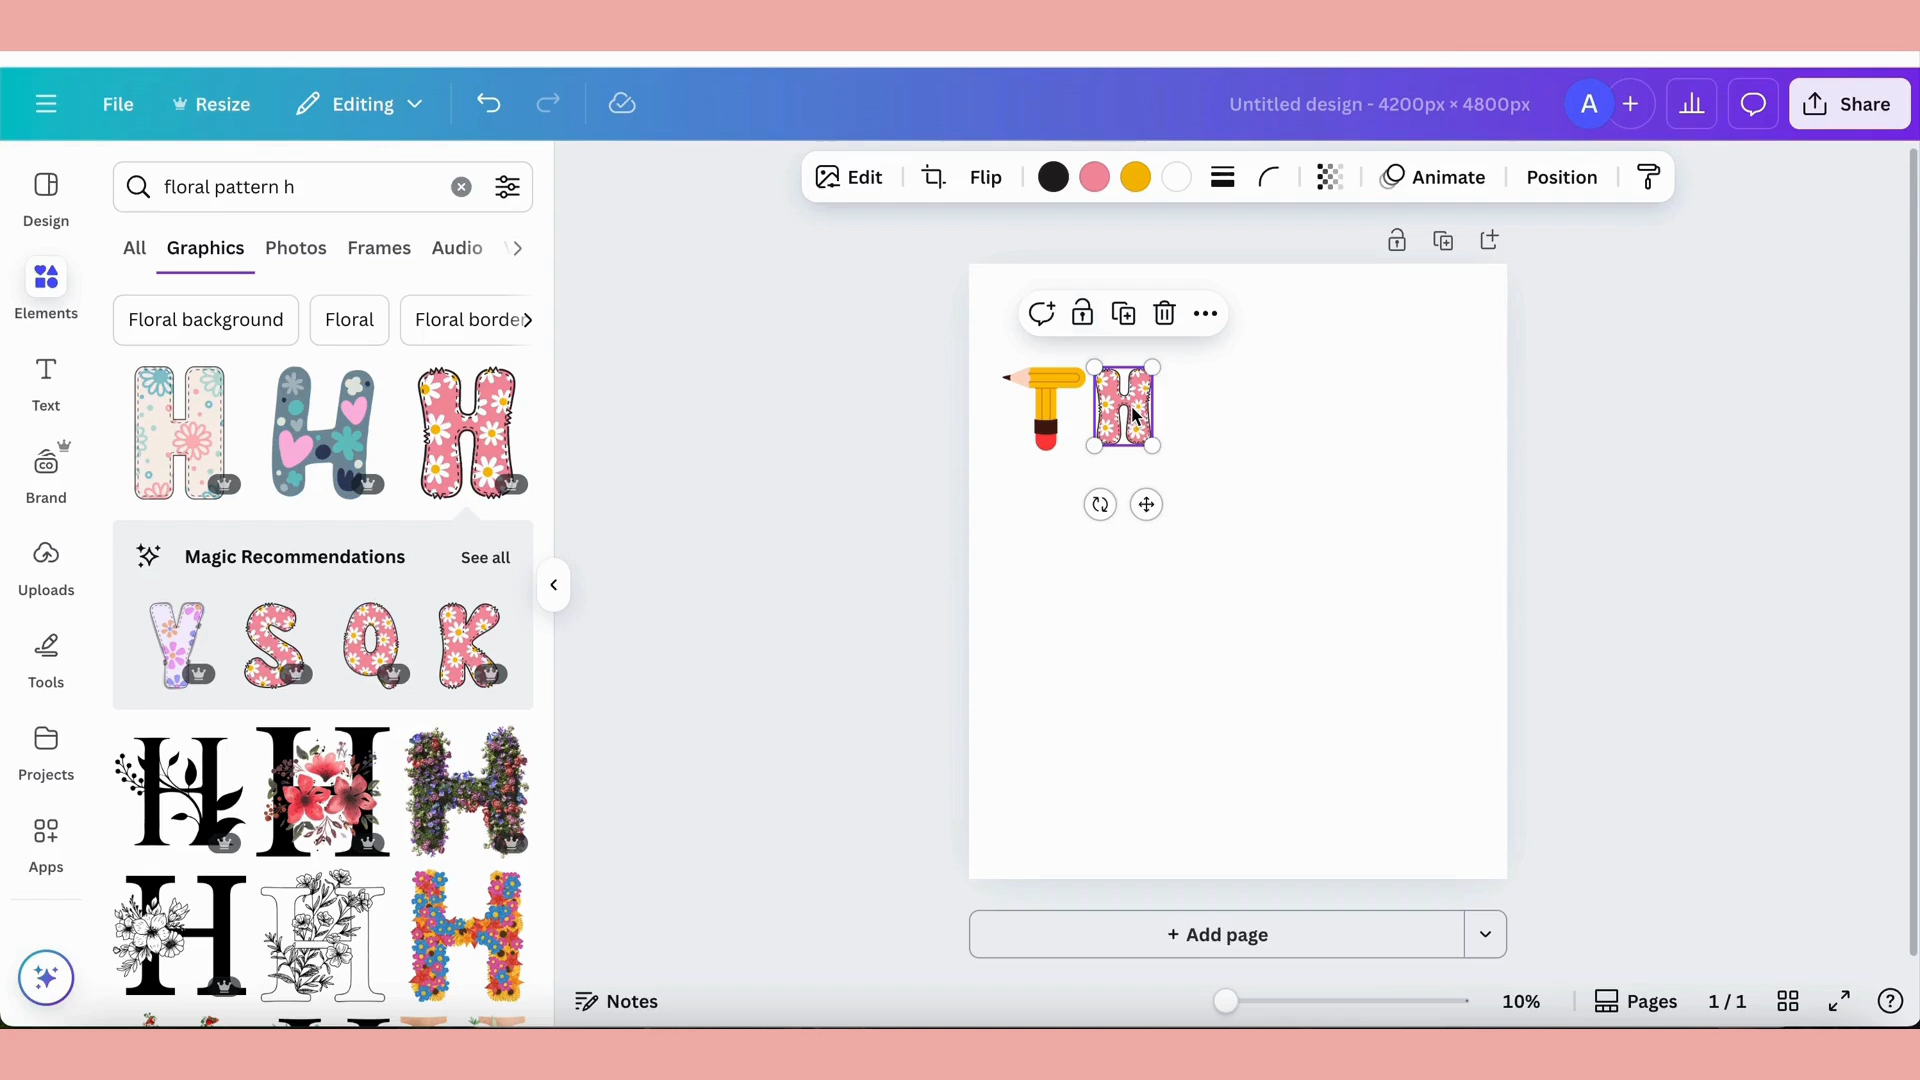 File
Resize
Editing
Untitled design - 4200px × 4800px
A
Share
Design
Elements
Text
Brand
Uploads
Tools
Projects
Apps
floral pattern h
All
Graphics
Photos
Frames
Audio
Floral background
Floral
Floral border
H
H
H
Magic Recommendations
See all
Y
S
Q
K
H
H
H
H
H
H
Edit
Flip
Animate
Position
T
H
+ Add page
Notes
10%
Pages
1 / 1